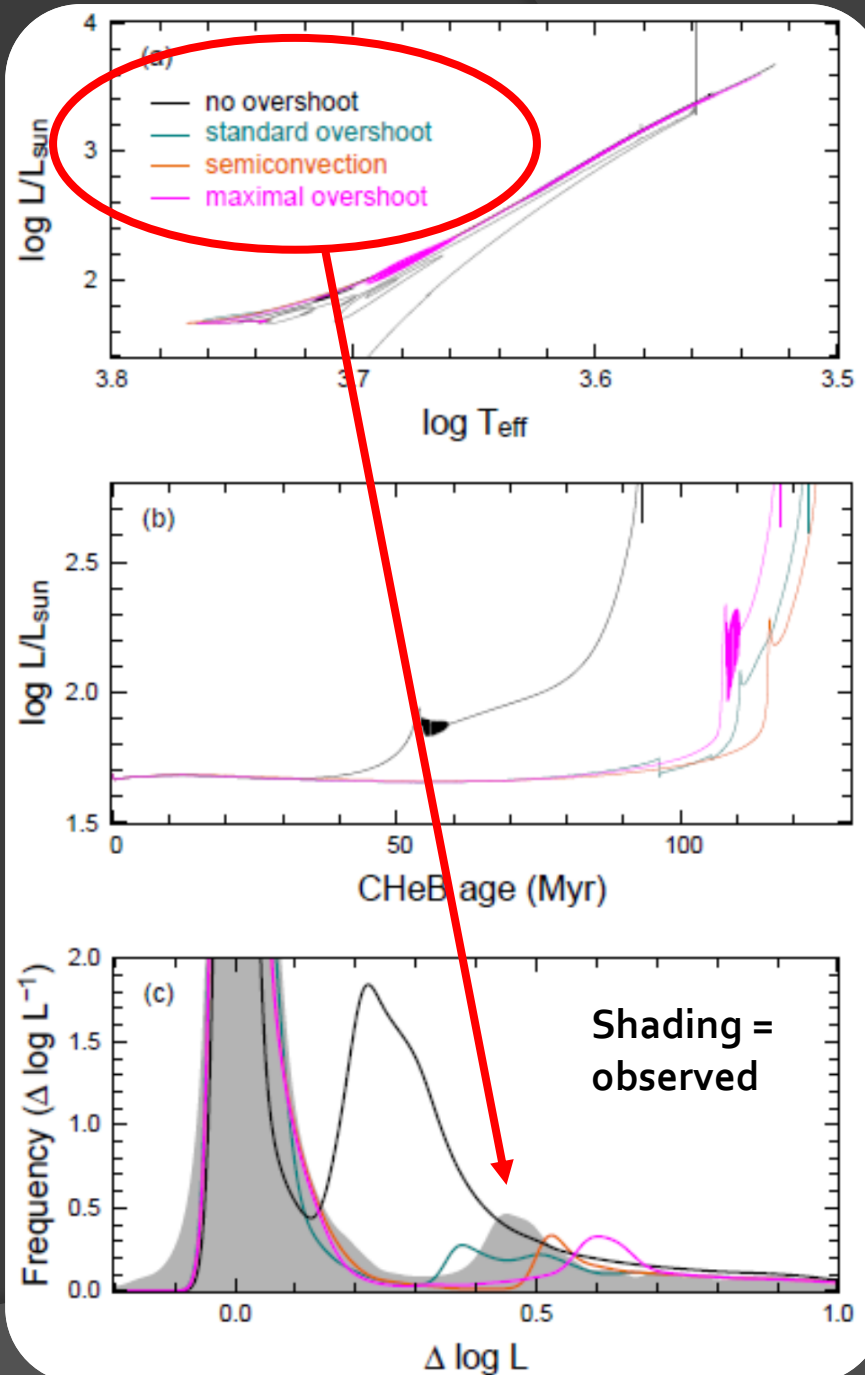 4
(a)
no overshoot
standard overshoot
semiconvection
maximal overshoot
3
2
log L/Lsun
3.8
3.7
3.6
3.5
log Teff
(b)
2.5
2.0
1.5
log L/Lsun
0
50
100
CHeB age (Myr)
2.0
(c)
1.5
1.0
0.5
0.0
Frequency (Δ log L⁻¹)
Shading =
observed
0.0
0.5
1.0
Δ log L